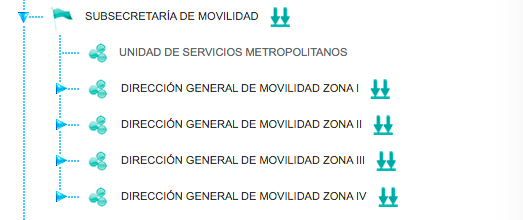 SUBSECRETARÍA DE MOVILIDAD
UNIDAD DE SERVICIOS METROPOLITANOS
DIRECCIÓN GENERAL DE MOVILIDAD ZONA I
DIRECCIÓN GENERAL DE MOVILIDAD ZONA II
DIRECCIÓN GENERAL DE MOVILIDAD ZONA III
DIRECCIÓN GENERAL DE MOVILIDAD ZONA IV